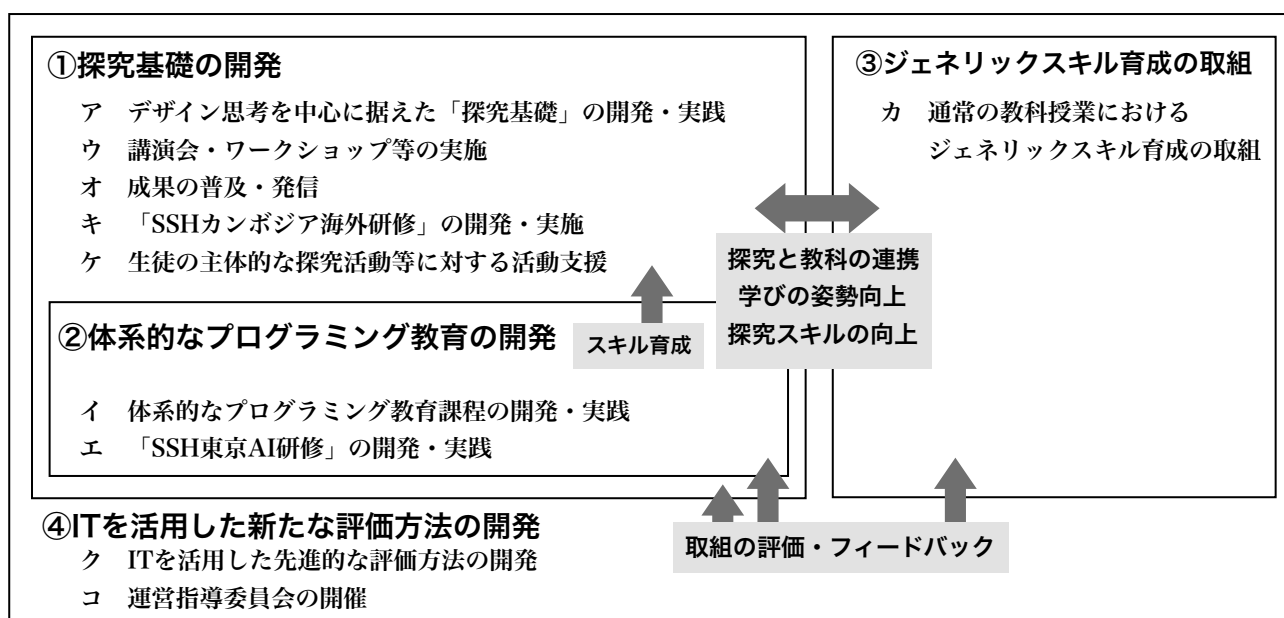 ①探究基礎の開発
ア デザイン思考を中心に据えた「探究基礎」の開発・実践
ウ 講演会・ワークショップ等の実施
オ 成果の普及・発信
キ 「SSHカンボジア海外研修」の開発・実施
ケ 生徒の主体的な探究活動等に対する活動支援
②体系的なプログラミング教育の開発
スキル育成
イ 体系的なプログラミング教育課程の開発・実践
エ 「SSH東京AI研修」の開発・実践
③ジェネリックスキル育成の取組
カ 通常の教科授業における
ジェネリックスキル育成の取組
探究と教科の連携
学びの姿勢向上
探究スキルの向上
④ITを活用した新たな評価方法の開発
ク ITを活用した先進的な評価方法の開発
コ 運営指導委員会の開催
取組の評価・フィードバック